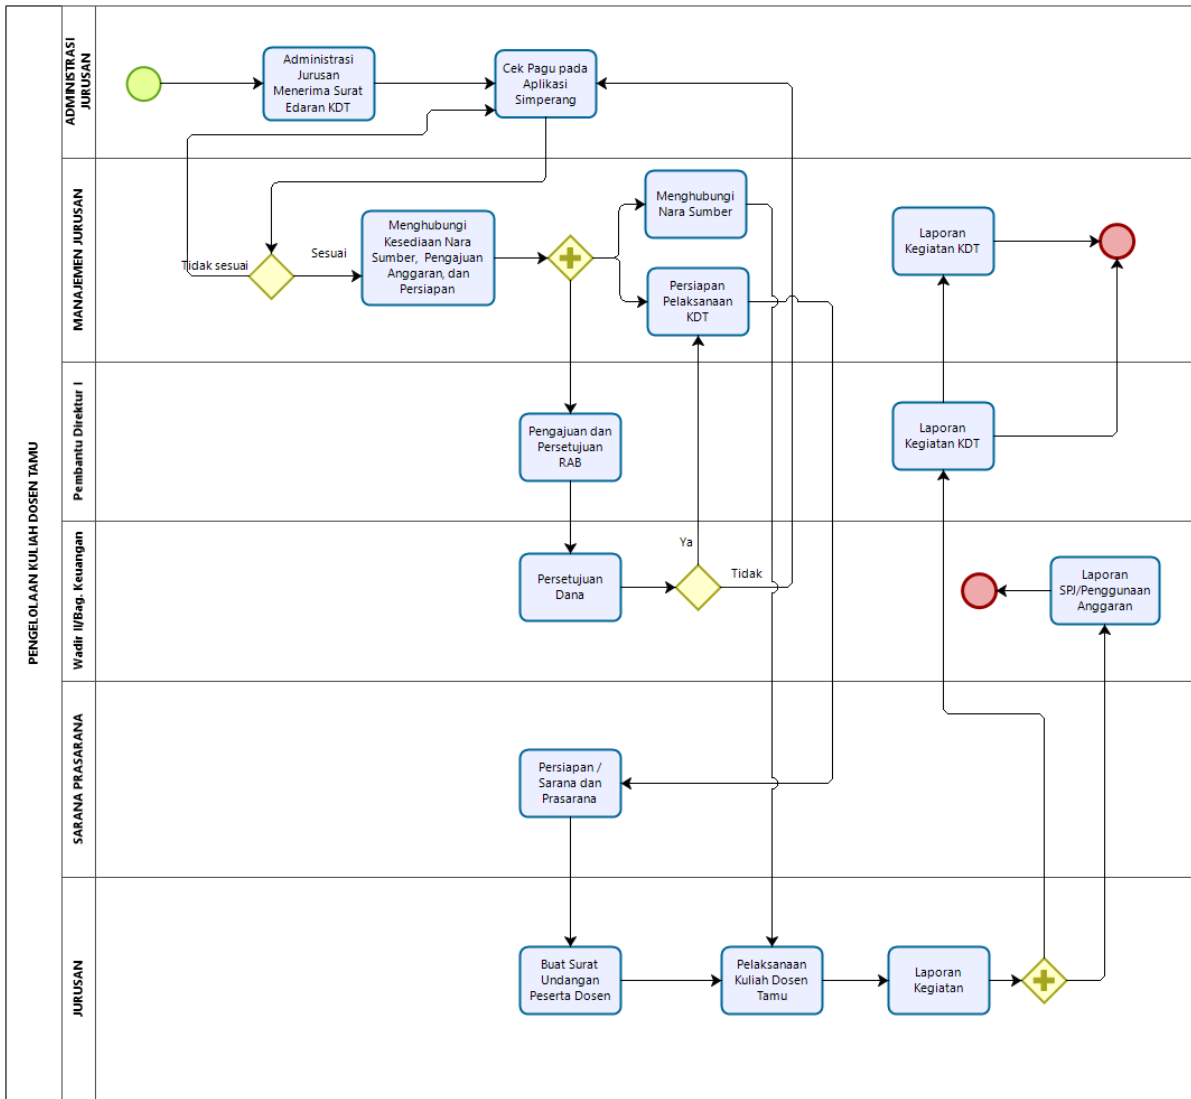 PENGELOLAAN KULIAH DOSEN TAMU
ADMINISTRASI
JURUSAN
Administrasi
Jurusan
Menerima Surat
Edaran KDT
Cek Pagu pada
Aplikasi
Simperang
MANAJEMEN JURUSAN
Tidak sesuai
Sesuai
Menghubungi
Kesediaan Nara
Sumber, Pengajuan
Anggaran, dan
Persiapan
Menghubungi
Nara Sumber
Persiapan
Pelaksanaan
KDT
Laporan
Kegiatan KDT
Pembantu Direktur I
Pengajuan dan
Persetujuan
RAB
Laporan
Kegiatan KDT
Wadir II/Bag. Keuangan
Persetujuan
Dana
Ya
Tidak
Laporan
SPJ/Penggunaan
Anggaran
SARANA PRASARANA
Persiapan /
Sarana dan
Prasarana
JURUSAN
Buat Surat
Undangan
Peserta Dosen
Pelaksanaan
Kuliah Dosen
Tamu
Laporan
Kegiatan